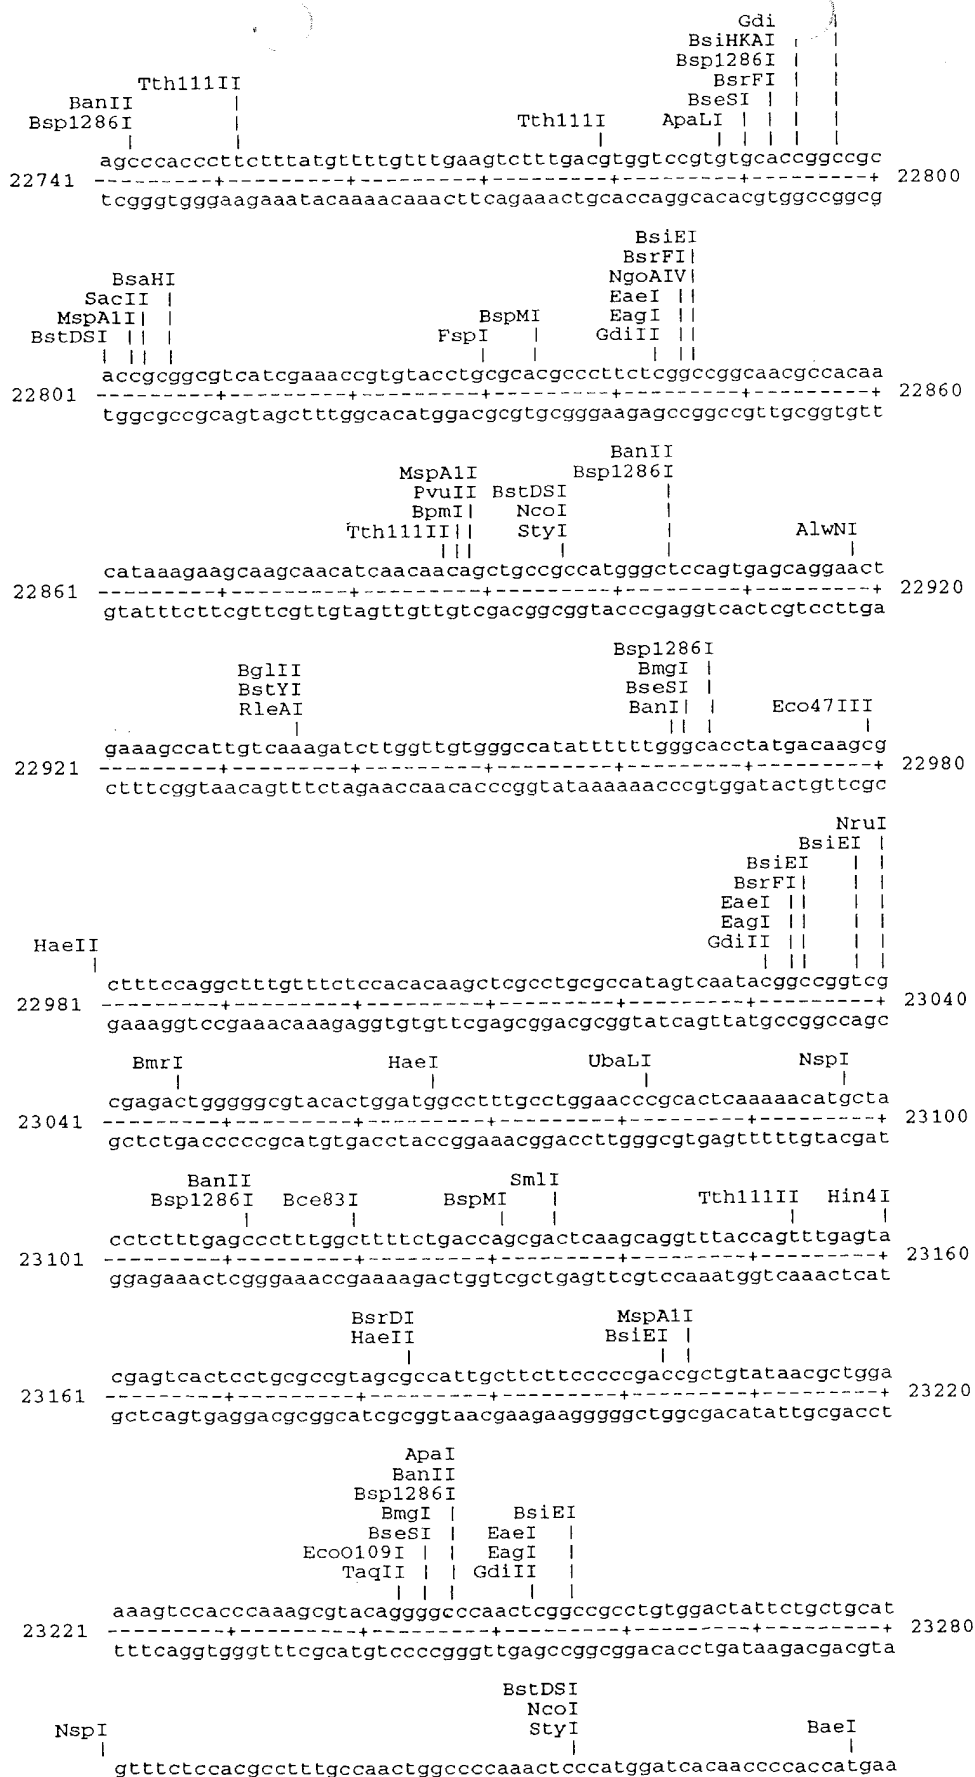 Gdi
BsiHKAI | |
Bsp1286I | |
Tth111II BsrFI | | |
BanII | BseSI | | |
Bsp1286I | Tth111I ApaLI | | | |
| | | | | | | |
agcccacccttctttatgttttgtttgaagtctttgacgtggtccgtgtgcaccggccgc
22741 ---------+---------+---------+---------+---------+---------+ 22800
tcgggtgggaagaaatacaaaacaaacttcagaaactgcaccaggcacacgtggccggcg
BsiEI
BsrFI|
BsaHI NgoAIV|
SacII | EaeI ||
MspA1I| | BspMI EagI ||
BstDSI || | FspI | GdiII ||
| || | | | | ||
accgcggcgtcatcgaaaccgtgtacctgcgcacgcccttctcggccggcaacgccacaa
22801 ---------+---------+---------+---------+---------+---------+ 22860
tggcgccgcagtagctttggcacatggacgcgtgcgggaagagccggccgttgcggtgtt
BanII
MspA1I Bsp1286I
PvuII BstDSI |
BpmI| NcoI |
Tth111II|| StyI | AlwNI
||| | | |
cataaagaagcaagcaacatcaacaacagctgccgccatgggctccagtgagcaggaact
22861 ---------+---------+---------+---------+---------+---------+ 22920
gtatttcttcgttcgttgtagttgttgtcgacggcggtacccgaggtcactcgtccttga
Bsp1286I
BglII BmgI |
BstYI BseSI |
RleAI BanI| | Eco47III
| || | |
gaaagccattgtcaaagatcttggttgtgggccatattttttgggcacctatgacaagcg
22921 ---------+---------+---------+---------+---------+---------+ 22980
ctttcggtaacagtttctagaaccaacacccggtataaaaaacccgtggatactgttcgc
NruI
BsiEI |
BsiEI | |
BsrFI| | |
EaeI || | |
EagI || | |
HaeII GdiII || | |
| | || | |
ctttccaggctttgtttctccacacaagctcgcctgcgccatagtcaatacggccggtcg
22981 ---------+---------+---------+---------+---------+---------+ 23040
gaaaggtccgaaacaaagaggtgtgttcgagcggacgcggtatcagttatgccggccagc
BmrI HaeI UbaLI NspI
| | | |
cgagactgggggcgtacactggatggcctttgcctggaacccgcactcaaaaacatgcta
23041 ---------+---------+---------+---------+---------+---------+ 23100
gctctgacccccgcatgtgacctaccggaaacggaccttgggcgtgagtttttgtacgat
BanII SmlI
Bsp1286I Bce83I BspMI | Tth111II Hin4I
| | | | | |
cctctttgagccctttggcttttctgaccagcgactcaagcaggtttaccagtttgagta
23101 ---------+---------+---------+---------+---------+---------+ 23160
ggagaaactcgggaaaccgaaaagactggtcgctgagttcgtccaaatggtcaaactcat
BsrDI MspA1I
HaeII BsiEI |
| | |
cgagtcactcctgcgccgtagcgccattgcttcttcccccgaccgctgtataacgctgga
23161 ---------+---------+---------+---------+---------+---------+ 23220
gctcagtgaggacgcggcatcgcggtaacgaagaagggggctggcgacatattgcgacct
ApaI
BanII
Bsp1286I
BmgI | BsiEI
BseSI | EaeI |
EcoO109I | | EagI |
TaqII | | GdiII |
| | | | |
aaagtccacccaaagcgtacaggggcccaactcggccgcctgtggactattctgctgcat
23221 ---------+---------+---------+---------+---------+---------+ 23280
tttcaggtgggtttcgcatgtccccgggttgagccggcggacacctgataagacgacgta
BstDSI
NcoI
NspI StyI BaeI
| | |
gtttctccacgcctttgccaactggccccaaactcccatggatcacaaccccaccatgaa